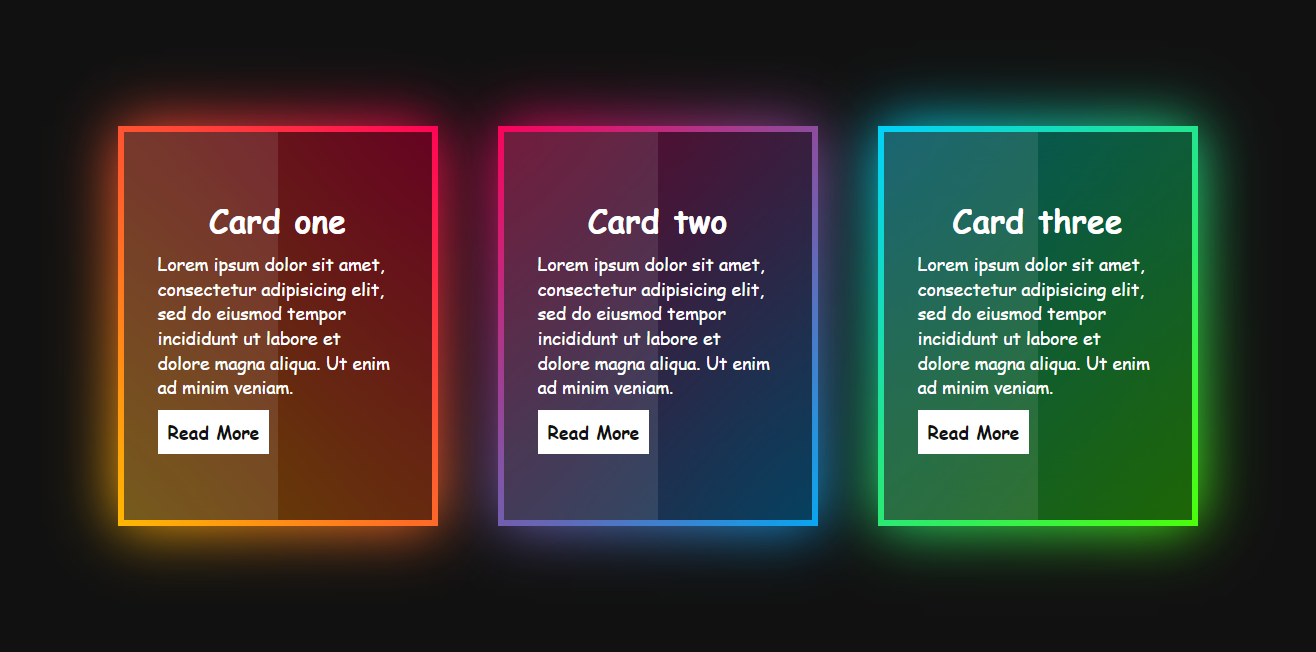 Card one
Lorem ipsum dolor sit amet,
consectetur adipisicing elit,
sed do eiusmod tempor
incididunt ut labore et
dolore magna aliqua. Ut enim
ad minim veniam.
Read More
Card two
Lorem ipsum dolor sit amet,
consectetur adipisicing elit,
sed do eiusmod tempor
incididunt ut labore et
dolore magna aliqua. Ut enim
ad minim veniam.
Read More
Card three
Lorem ipsum dolor sit amet,
consectetur adipisicing elit,
sed do eiusmod tempor
incididunt ut labore et
dolore magna aliqua. Ut enim
ad minim veniam.
Read More